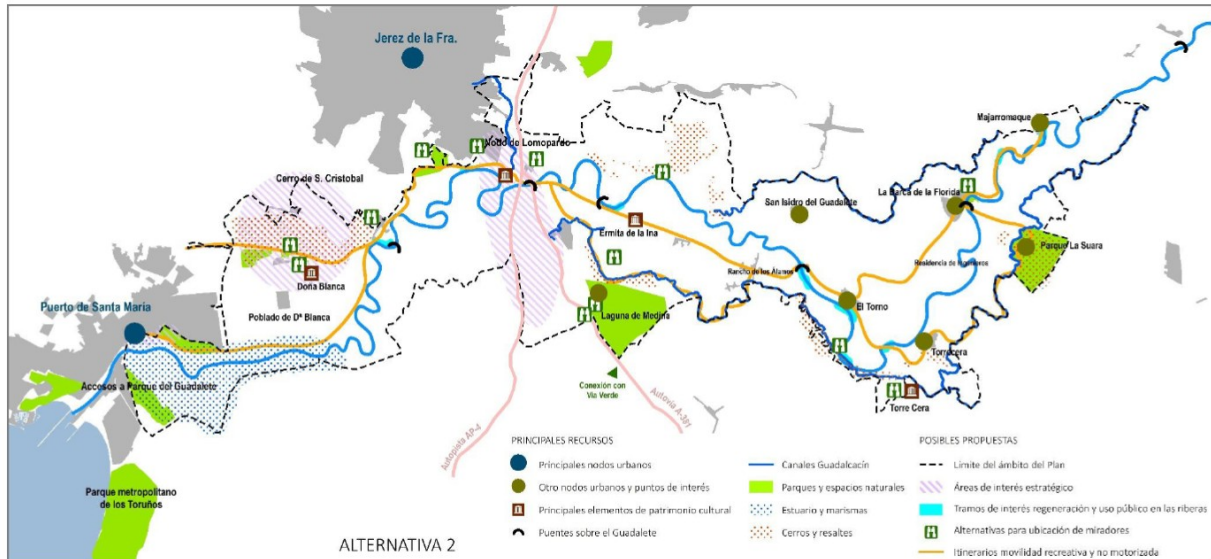 Jerez de la Fra.
Majarromaque
Nodo de Lomopardo
Cerro de S. Cristobal
La Barca de la Florida
San Isidro del Guadalete
Ermita de la Ina
Parque La Suara
Residencia de Ingenieros
Rancho de los Álamos
Doña Blanca
Puerto de Santa María
Poblado de Dª Blanca
Laguna de Medina
El Torno
Torrecera
Accesos a Parque del Guadalete
Conexión con
Vía Verde
Autovía A-381
Torre Cera
Autopista AP-4
Parque metropolitano
de los Toruños
ALTERNATIVA 2
PRINCIPALES RECURSOS
Principales nodos urbanos
Otro nodos urbanos y puntos de interés
Principales elementos de patrimonio cultural
Puentes sobre el Guadalete
Canales Guadalcacín
Parques y espacios naturales
Estuario y marismas
Cerros y resaltes
POSIBLES PROPUESTAS
Límite del ámbito del Plan
Áreas de interés estratégico
Tramos de interés regeneración y uso público en las riberas
Alternativas para ubicación de miradores
Itinerarios movilidad recreativa y no motorizada